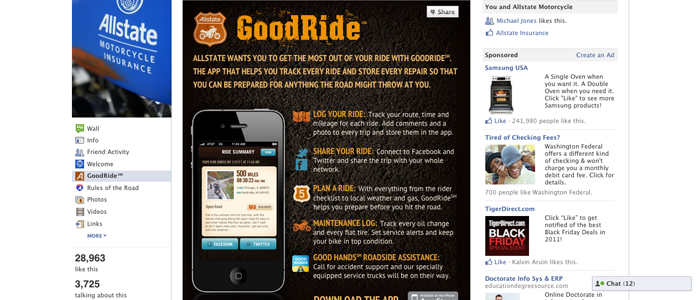 Allstate
MOTORCYCLE
INSURANCE
Wall
Info
Friend Activity
Welcome
GoodRide℠
Rules of the Road
Photos
Videos
Links
MORE
28,963
like this
3,725
talking about this
Allstate
GoodRide
Share
ALLSTATE WANTS YOU TO GET THE MOST OUT OF YOUR RIDE WITH GOODRIDE℠.
THE APP THAT HELPS YOU TRACK EVERY RIDE AND STORE EVERY REPAIR SO THAT
YOU CAN BE PREPARED FOR ANYTHING THE ROAD MIGHT THROW AT YOU.
RIDE SUMMARY
500 MILES
FACEBOOK
TWITTER
LOG YOUR RIDE: Track your route, time and
mileage for each ride. Add comments and a
photo to every trip and store them in the app.
SHARE YOUR RIDE: Connect to Facebook and
Twitter and share the trip with your whole
network.
5
PLAN A RIDE: With everything from the rider
checklist to local weather and gas, GoodRide℠
helps you prepare before you hit the road.
MAINTENANCE LOG: Track every oil change
and every flat tire. Set service alerts and keep
your bike in top condition.
GOOD HANDS
GOOD HANDS℠ ROADSIDE ASSISTANCE:
Call for accident support and our specially
equipped service trucks will be on their way.
DOWNLOAD THE APP
You and Allstate Motorcycle
Michael Jones likes this.
Allstate Insurance
Sponsored
Create an Ad
Samsung USA
A Single Oven when
you want it. A Double
Oven when you need it.
Click "Like" to see more
Samsung products!
Like · 241,980 people like this.
Tired of Checking Fees?
Washington Federal
offers a different kind
of checking & won't
charge you a monthly
debit card fee. Click for
details.
700 people like Washington Federal.
TigerDirect.com
TigerDirect.com
BLACK
FRIDAY
SPECIAL
EVENT
Click "Like" to get
notified of the best
Black Friday Deals in
2011!
Like · Kalvin Aruin likes this.
Doctorate Info Sys & ERP
educationdegreesource.com
Online Doctorate in
Chat (12)